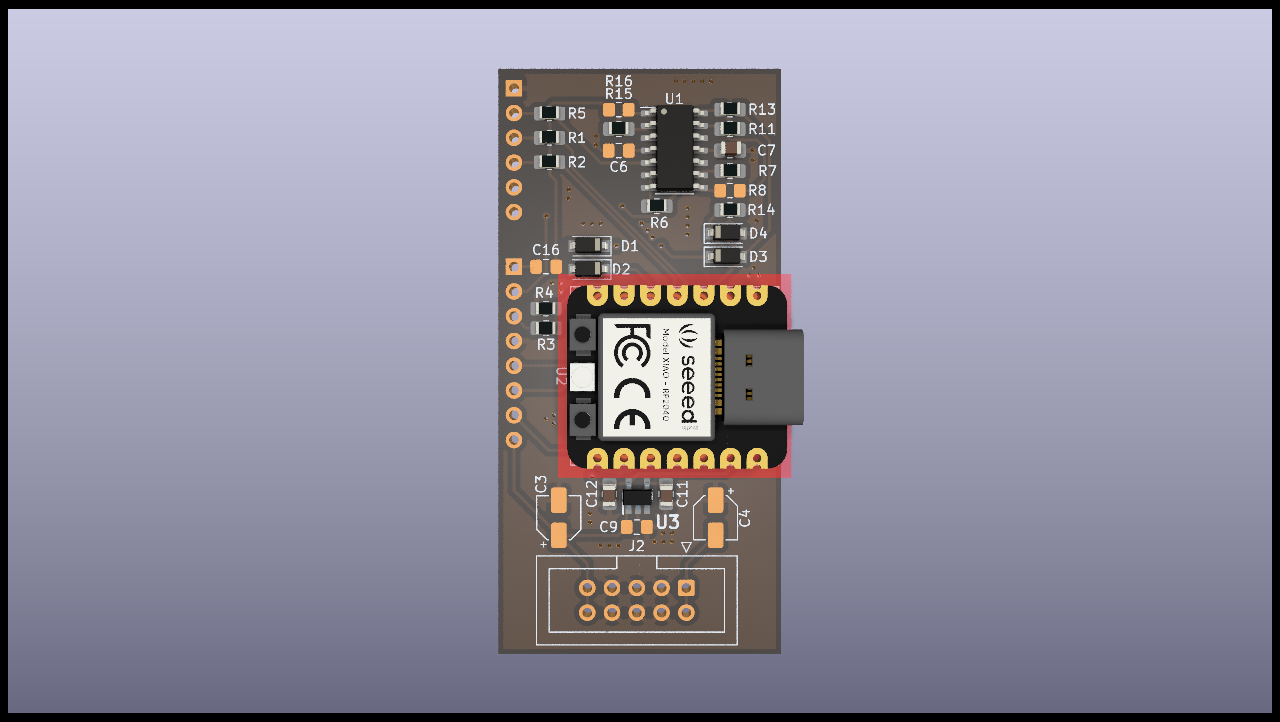 R16
R15
U1
R5
R13
R1
R11
C7
R2
C6
R7
R8
R6
R14
D4
D1
C16
D3
D2
R4
R3
U2
seeed
Model XIAO-RP2040
FC CE
C3
C12
C11
C4
C9
U3
J2
+
+